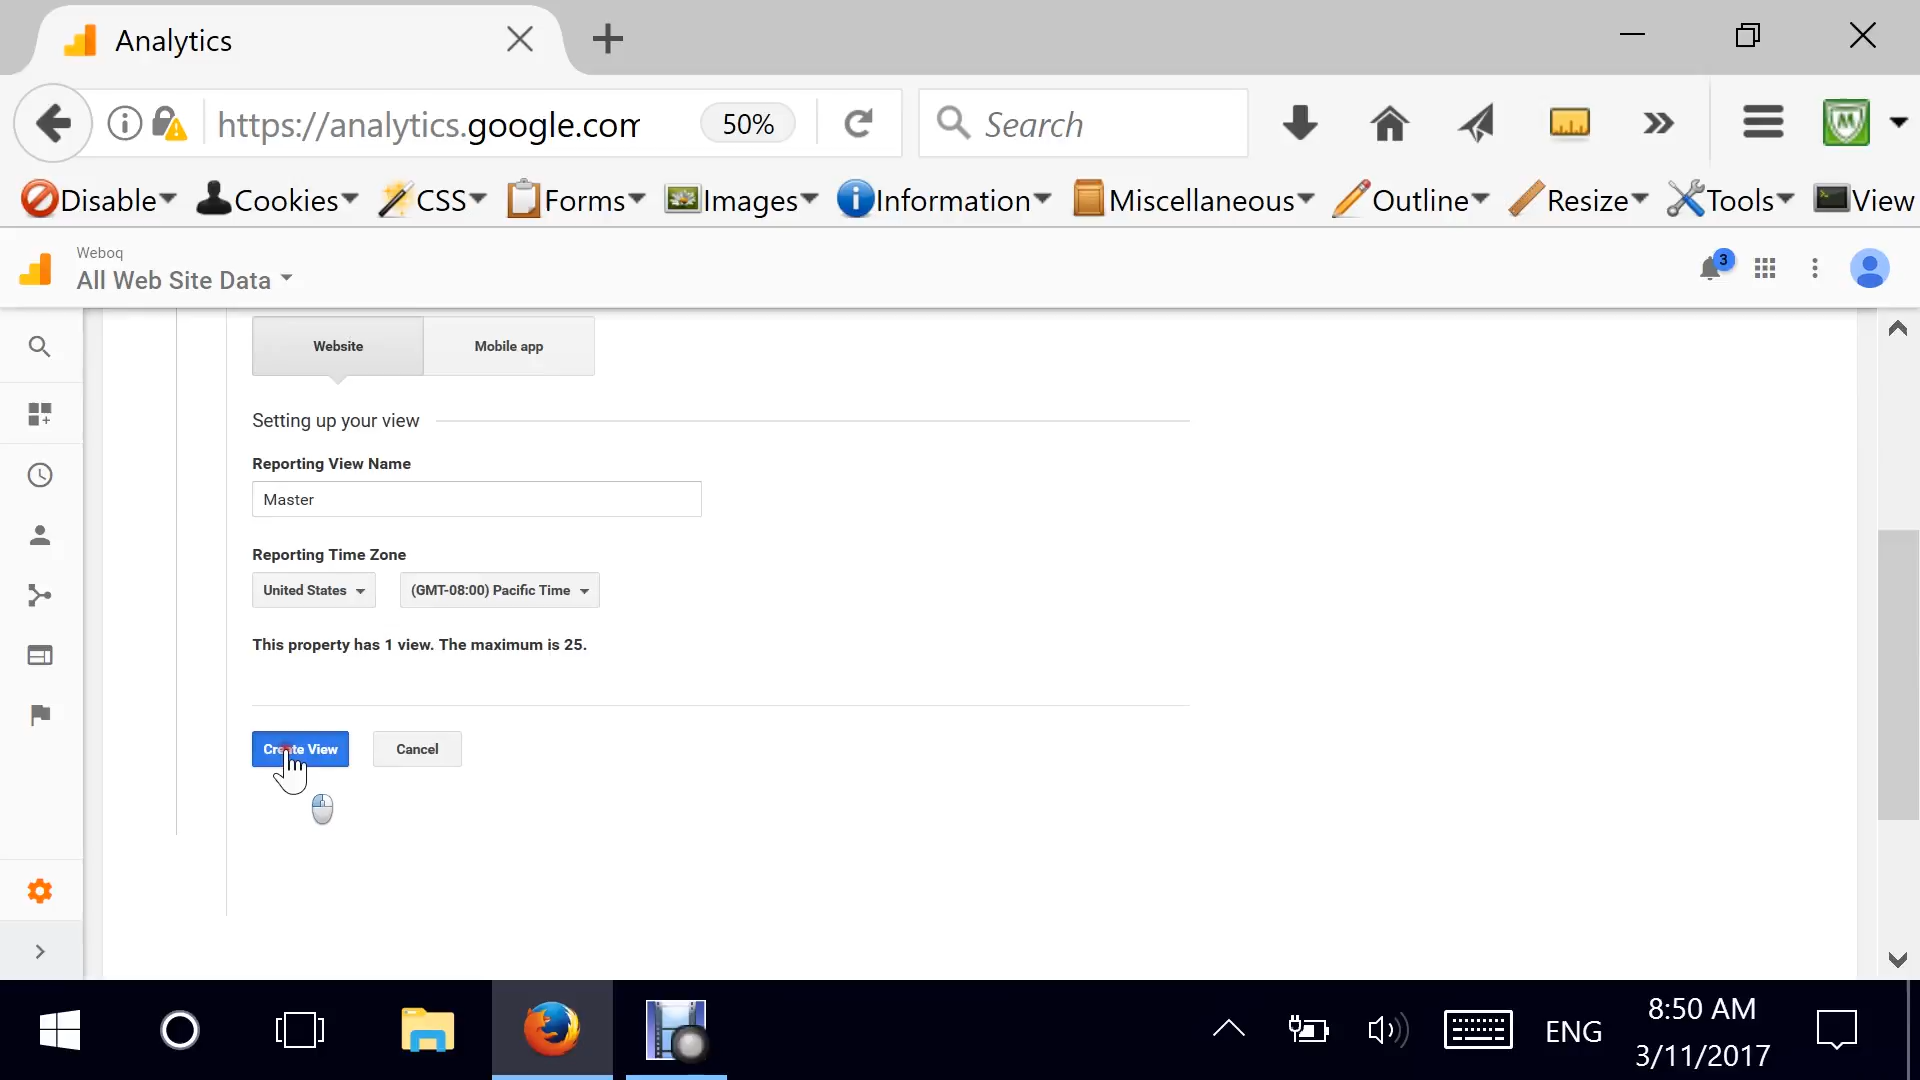 Analytics
https://analytics.google.com
50%
Search
Disable
Cookies
CSS
Forms
Images
Information
Miscellaneous
Outline
Resize
Tools
View
Weboq
All Web Site Data
3
Website
Mobile app
Setting up your view
Reporting View Name
Master
Reporting Time Zone
United States
(GMT-08:00) Pacific Time
This property has 1 view. The maximum is 25.
Create View
Cancel
ENG
8:50 AM
3/11/2017